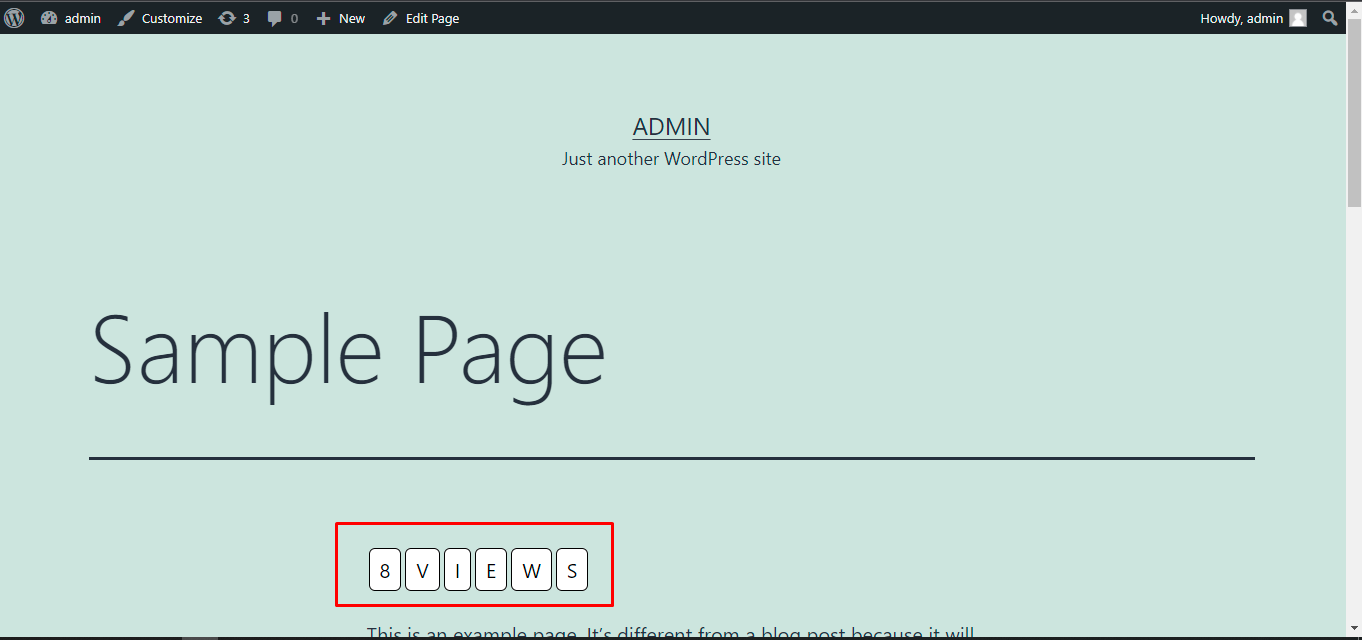 admin Customize 3 0 New Edit Page Howdy, admin
ADMIN
Just another WordPress site
Sample Page
8 V I E W S
This is an example page. It's different from a blog post because it will